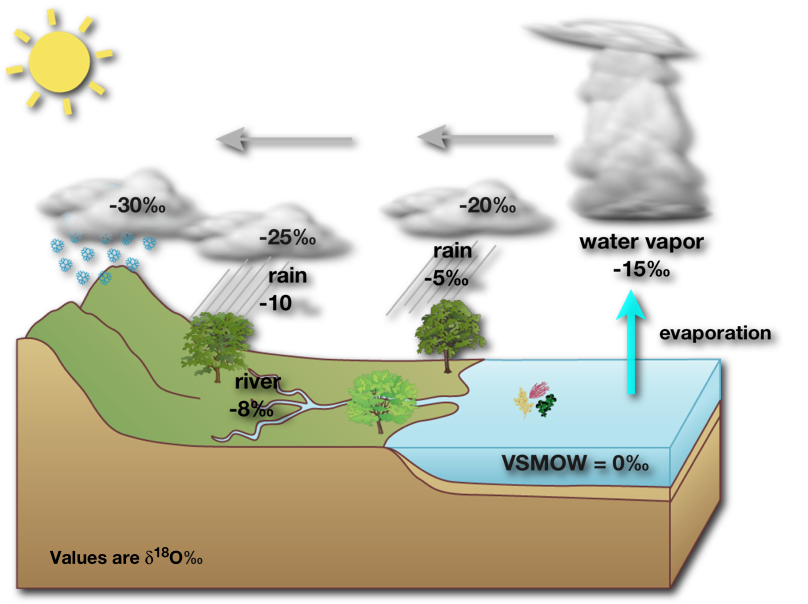 -30‰
-25‰
rain
-10
-20‰
rain
-5‰
water vapor
-15‰
evaporation
river
-8‰
VSMOW = 0‰
Values are δ¹⁸O‰